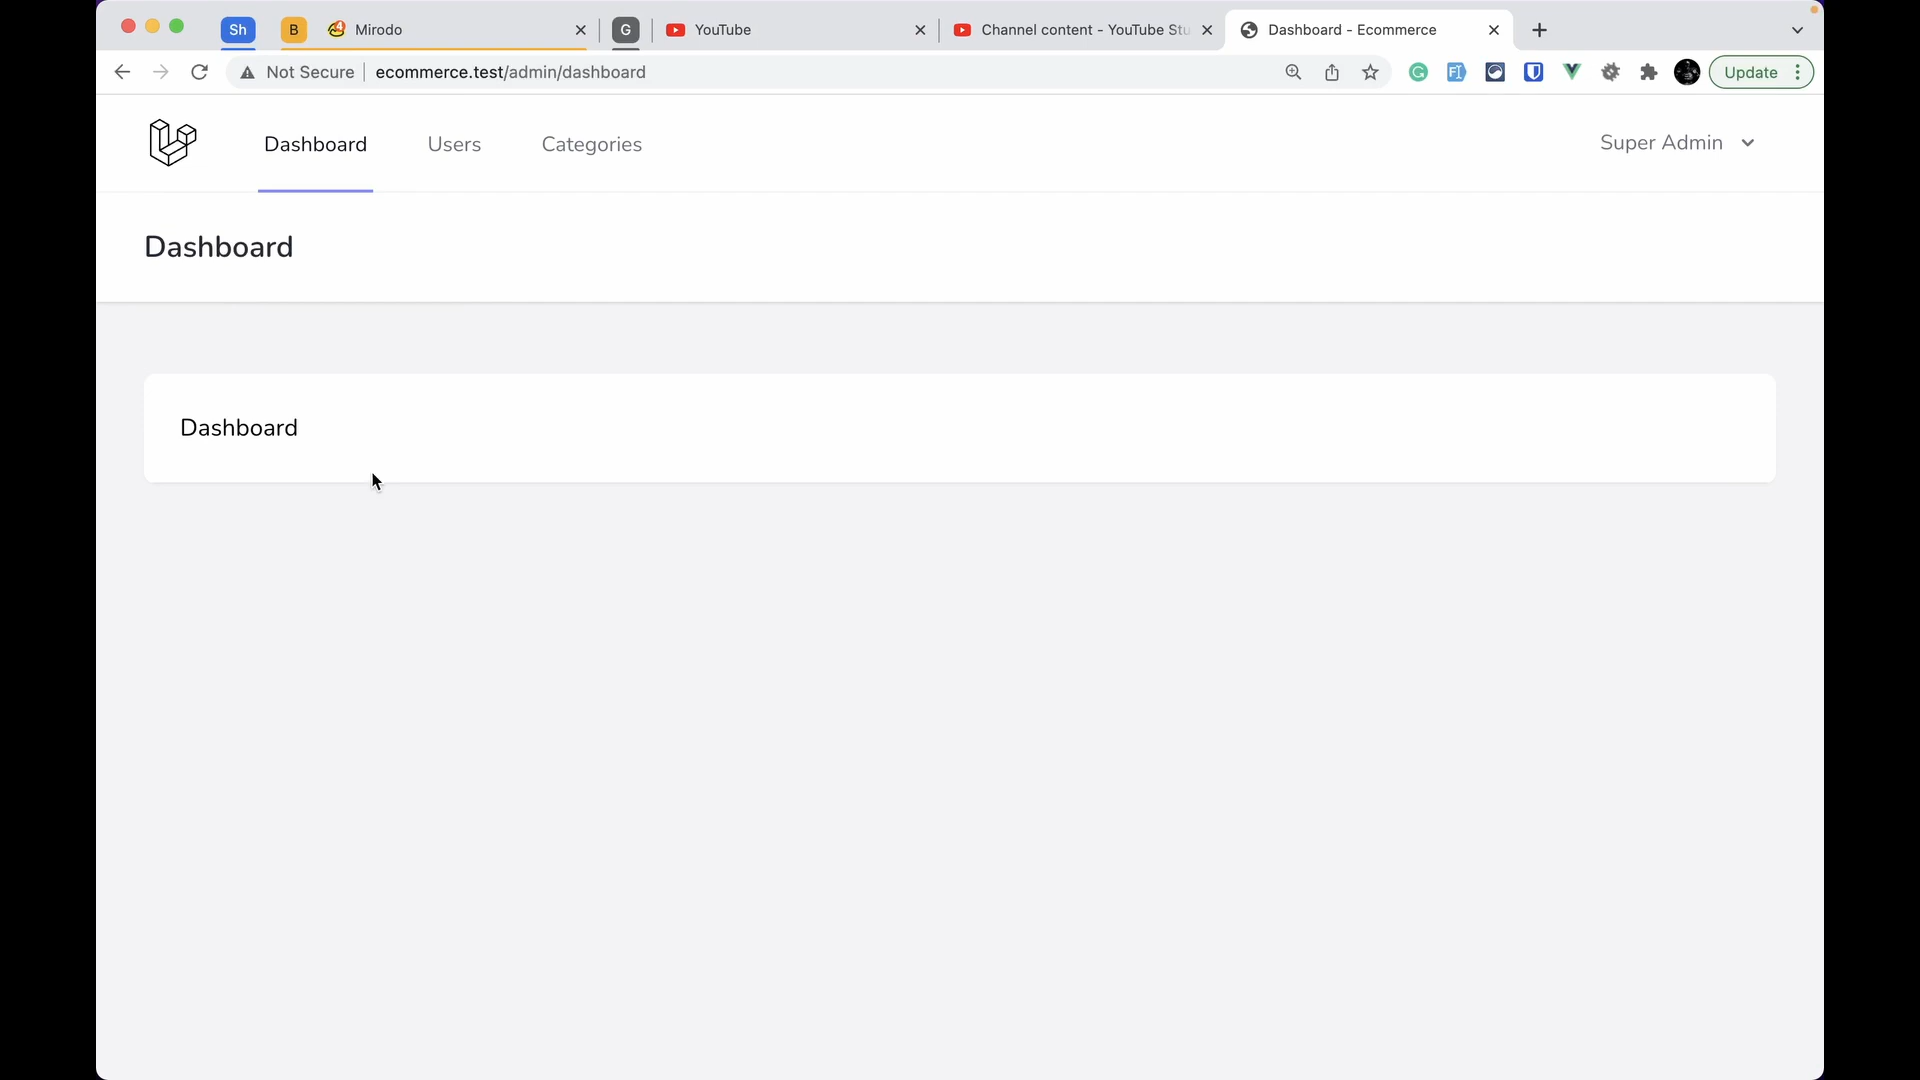 Sh B Mirodo G YouTube Channel content - YouTube Stu Dashboard - Ecommerce
Not Secure ecommerce.test/admin/dashboard Update
Dashboard Users Categories Super Admin
Dashboard
Dashboard